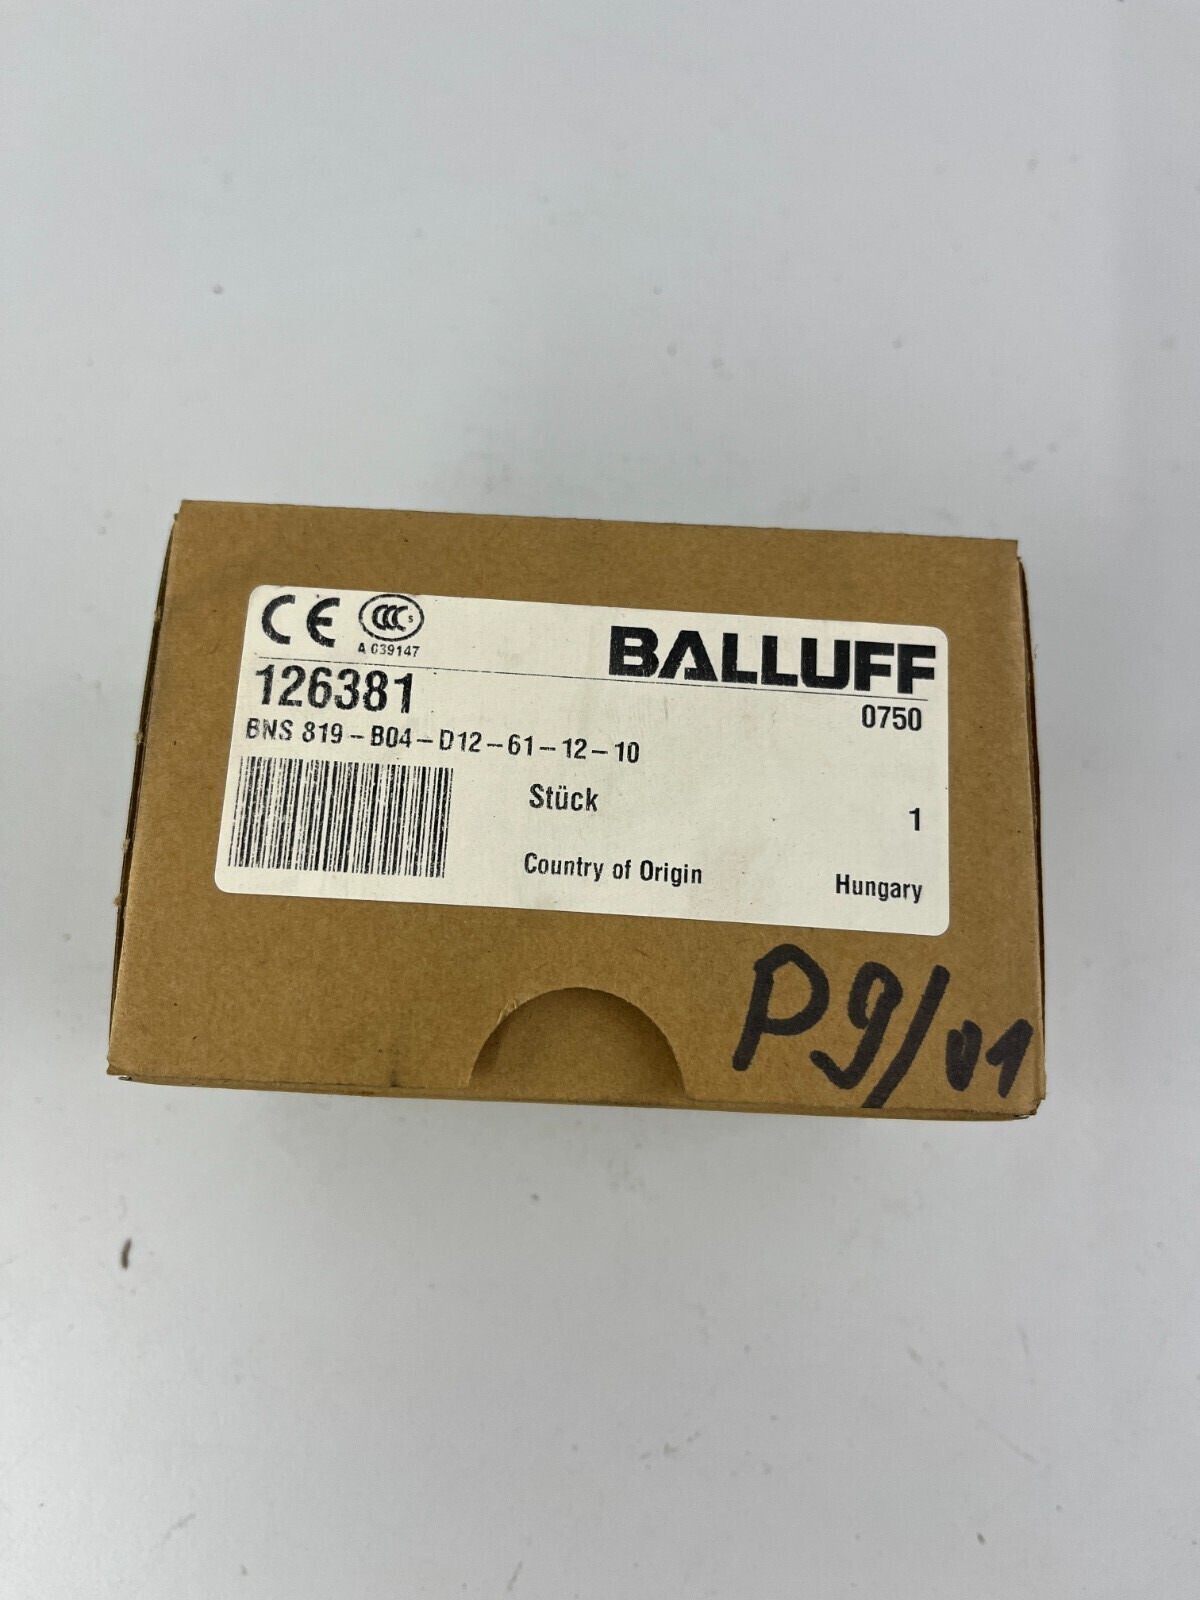 CE CCC S
A 039147
BALLUFF
126381
0750
BNS 819-B04-D12-61-12-10
Stück 1
Country of Origin Hungary
P9/01